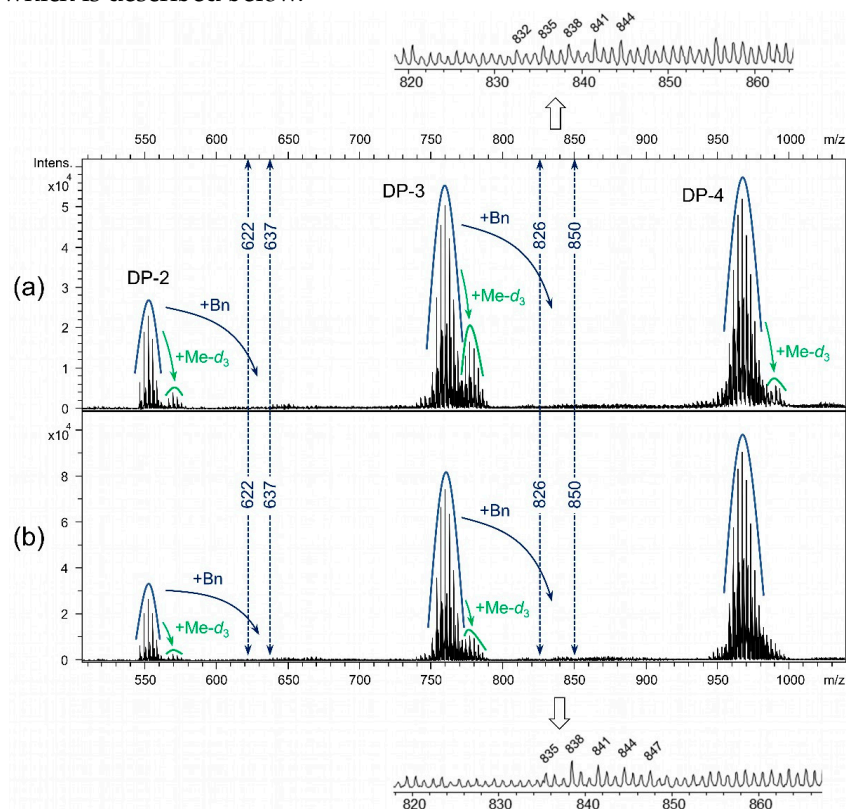 which is described below.
832 835 838 841 844
820 830 840 850 860
550 600 650 700 750 800 850 900 950 1000 m/z
Intens.
x10⁴
(a)
5
4
3
2
1
0
DP-2
+Bn
+Me-d₃
622
637
DP-3
+Bn
+Me-d₃
826
850
DP-4
+Me-d₃
x10⁴
(b)
8
6
4
2
0
+Bn
+Me-d₃
622
637
+Bn
+Me-d₃
826
850
550 600 650 700 750 800 850 900 950 1000 m/z
835 838 841 844 847
820 830 840 850 860